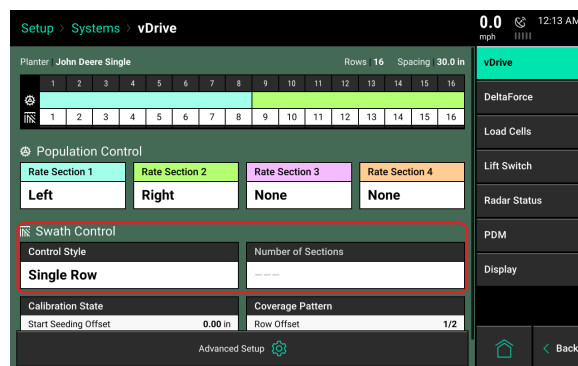 Setup > Systems > vDrive
0.0 mph
12:13 AM
Planter John Deere Single
Rows 16 Spacing 30.0 in
1 2 3 4 5 6 7 8 9 10 11 12 13 14 15 16
1 2 3 4 5 6 7 8 9 10 11 12 13 14 15 16
Population Control
Rate Section 1 Rate Section 2 Rate Section 3 Rate Section 4
Left Right None None
Swath Control
Control Style Number of Sections
Single Row ---
Calibration State Coverage Pattern
Start Seeding Offset 0.00 in Row Offset 1/2
Advanced Setup
vDrive
DeltaForce
Load Cells
Lift Switch
Radar Status
PDM
Display
< Back